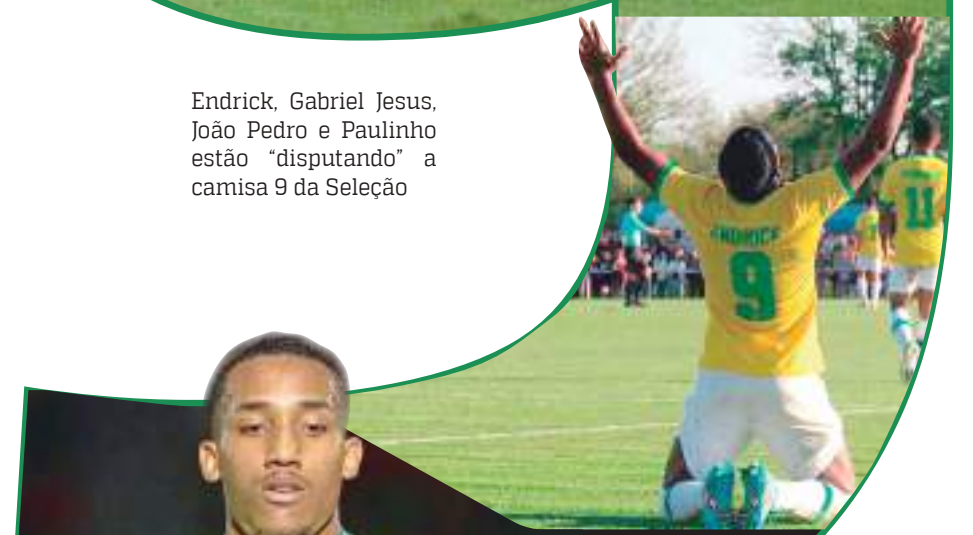 Endrick, Gabriel Jesus,
João Pedro e Paulinho
estão “disputando” a
camisa 9 da Seleção
ENDRICK
9
11